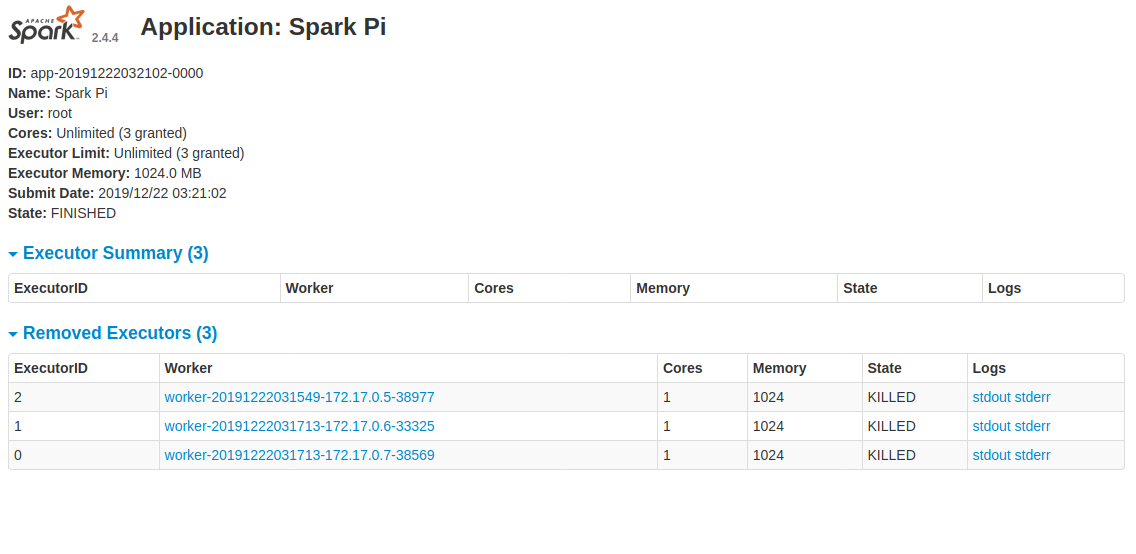 APACHE
Spark 2.4.4 Application: Spark Pi
ID: app-20191222032102-0000
Name: Spark Pi
User: root
Cores: Unlimited (3 granted)
Executor Limit: Unlimited (3 granted)
Executor Memory: 1024.0 MB
Submit Date: 2019/12/22 03:21:02
State: FINISHED
Executor Summary (3)
ExecutorID Worker Cores Memory State Logs
Removed Executors (3)
ExecutorID Worker Cores Memory State Logs
2 worker-20191222031549-172.17.0.5-38977 1 1024 KILLED stdout stderr
1 worker-20191222031713-172.17.0.6-33325 1 1024 KILLED stdout stderr
0 worker-20191222031713-172.17.0.7-38569 1 1024 KILLED stdout stderr